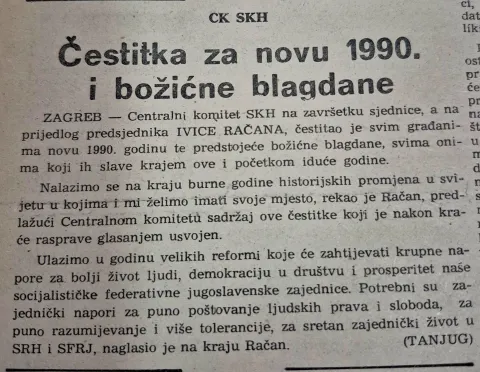 CK SKH
Čestitka za novu 1990.
i božićne blagdane
ZAGREB — Centralni komitet SKH na završetku sjednice, a na
prijedlog predsjednika IVICE RAČANA, čestitao je svim građani-
ma novu 1990. godinu te predstojeće božićne blagdane, svima oni-
ma koji ih slave krajem ove i početkom iduće godine.
Nalazimo se na kraju burne godine historijskih promjena u svi-
jetu u kojima i mi želimo imati svoje mjesto, rekao je Račan, pred-
lažući Centralnom komitetu sadržaj ove čestitke koji je nakon kra-
će rasprave glasanjem usvojen.
Ulazimo u godinu velikih reformi koje će zahtijevati krupne na-
pore za bolji život ljudi, demokraciju u društvu i prosperitet naše
socijalističke federativne jugoslavenske zajednice. Potrebni su za-
jednički napori za puno poštovanje ljudskih prava i sloboda, za
puno razumijevanje i više tolerancije, za sretan zajednički život u
SRH i SFRJ, naglasio je na kraju Račan. (TANJUG)